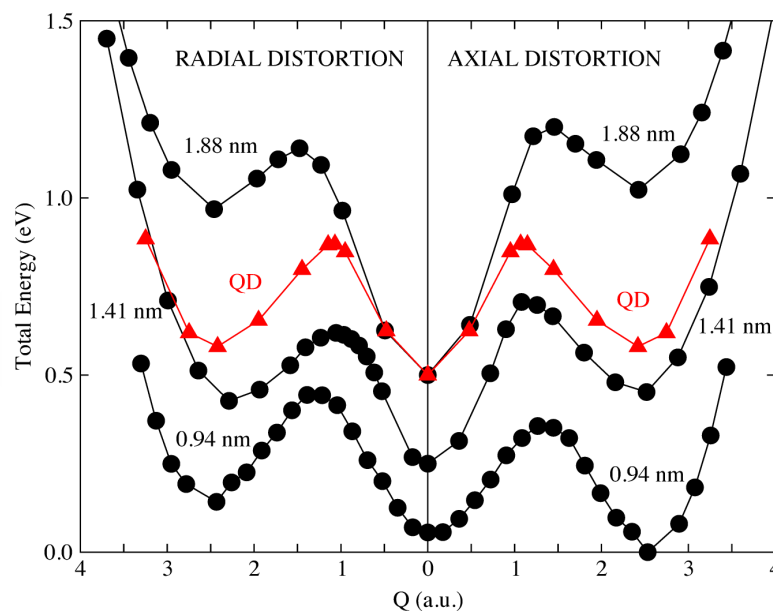 1.5
RADIAL DISTORTION
AXIAL DISTORTION
1.88 nm
1.88 nm
1.0
Total Energy (eV)
QD
QD
1.41 nm
1.41 nm
0.5
0.94 nm
0.94 nm
0.0
4 3 2 1 0 1 2 3 4
Q (a.u.)